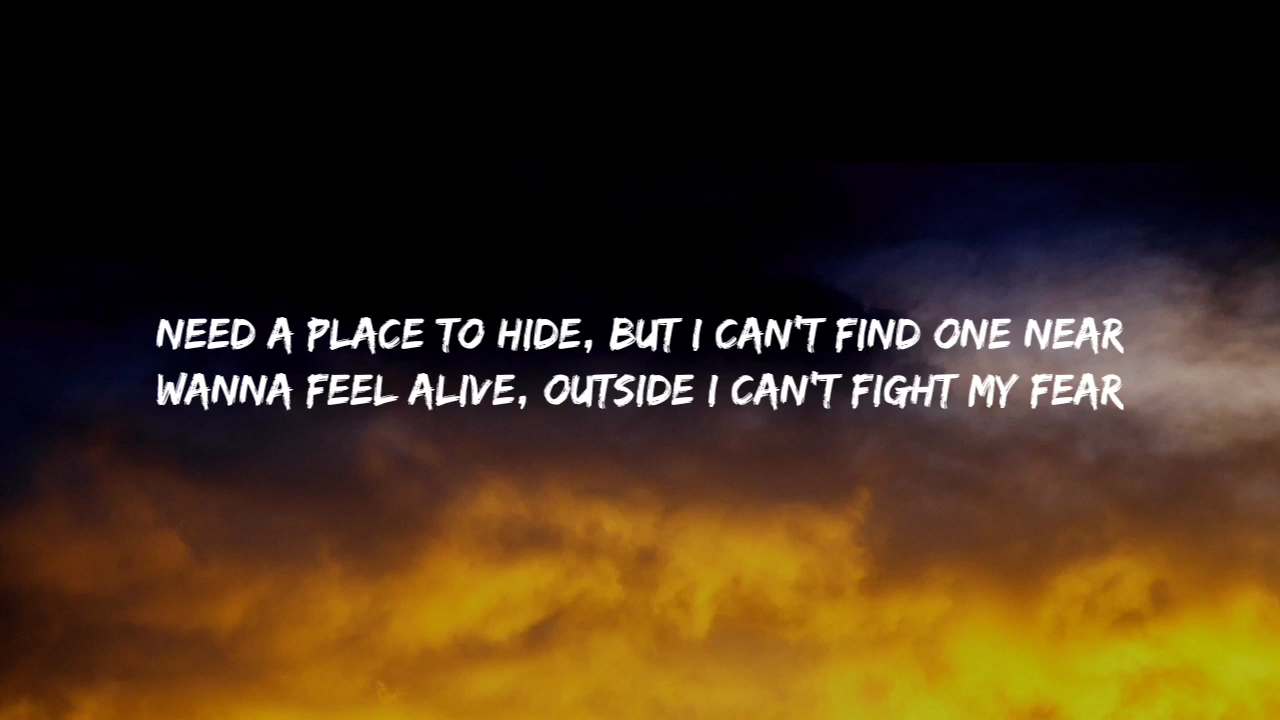 NEED A PLACE TO HIDE, BUT I CAN'T FIND ONE NEAR
WANNA FEEL ALIVE, OUTSIDE I CAN'T FIGHT MY FEAR